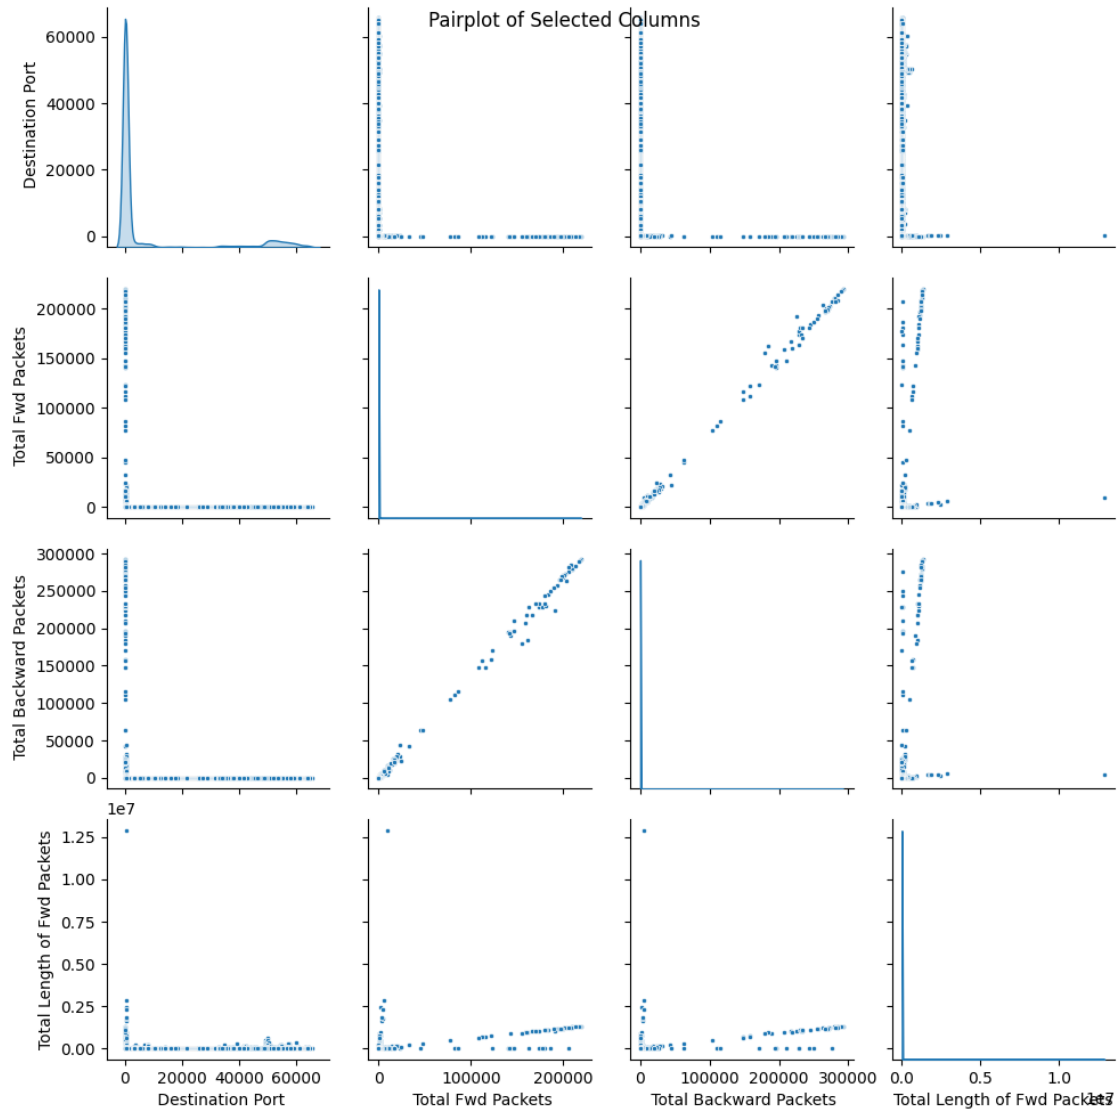 Pairplot of Selected Columns
60000
40000
20000
0
Destination Port
200000
150000
100000
50000
0
Total Fwd Packets
300000
250000
200000
150000
100000
50000
0
Total Backward Packets
1e7
1.25
1.00
0.75
0.50
0.25
0.00
Total Length of Fwd Packets
0 20000 40000 60000
0 100000 200000
0 100000 200000 300000
0.0 0.5 1.0
1e7
Destination Port
Total Fwd Packets
Total Backward Packets
Total Length of Fwd Packets